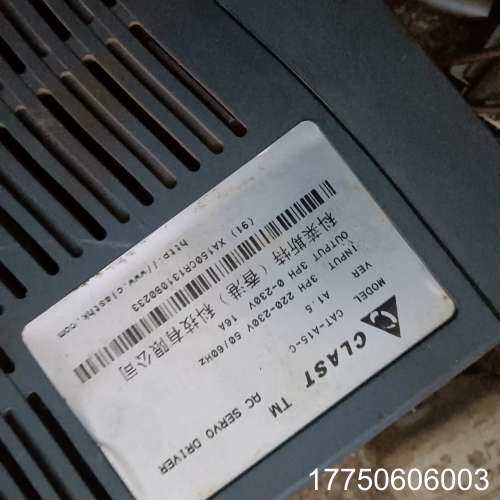 CLAST TM AC SERVO DRIVER
MODEL CAT-A15-C
VER A1.5
INPUT 3PH 220-230V 50/60Hz
OUTPUT 3PH 0-230V 16A
科莱斯特（香港）科技有限公司
(91) XA150CR131090233
http://www.clasthk.com
17750606003